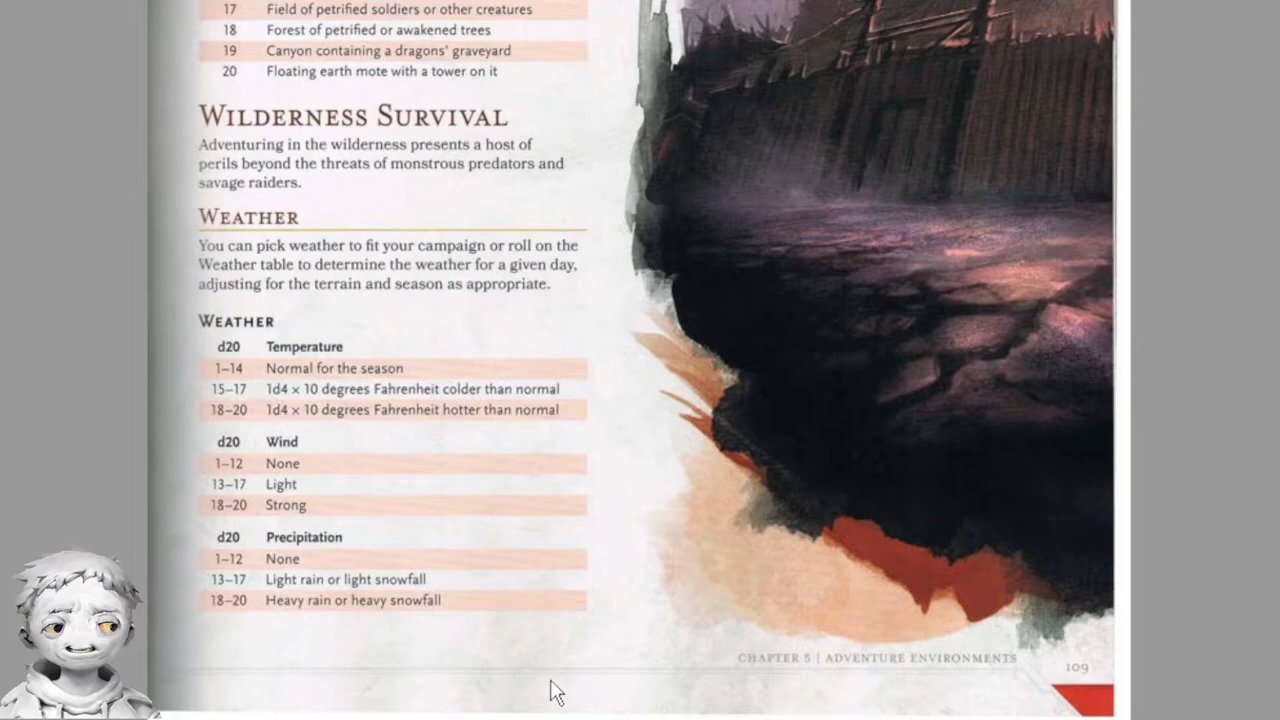 17 Field of petrified soldiers or other creatures
18 Forest of petrified or awakened trees
19 Canyon containing a dragons' graveyard
20 Floating earth mote with a tower on it
WILDERNESS SURVIVAL
Adventuring in the wilderness presents a host of
perils beyond the threats of monstrous predators and
savage raiders.
WEATHER
You can pick weather to fit your campaign or roll on the
Weather table to determine the weather for a given day,
adjusting for the terrain and season as appropriate.
WEATHER
d20 Temperature
1–14 Normal for the season
15–17 1d4 × 10 degrees Fahrenheit colder than normal
18–20 1d4 × 10 degrees Fahrenheit hotter than normal
d20 Wind
1–12 None
13–17 Light
18–20 Strong
d20 Precipitation
1–12 None
13–17 Light rain or light snowfall
18–20 Heavy rain or heavy snowfall
CHAPTER 5 | ADVENTURE ENVIRONMENTS
109